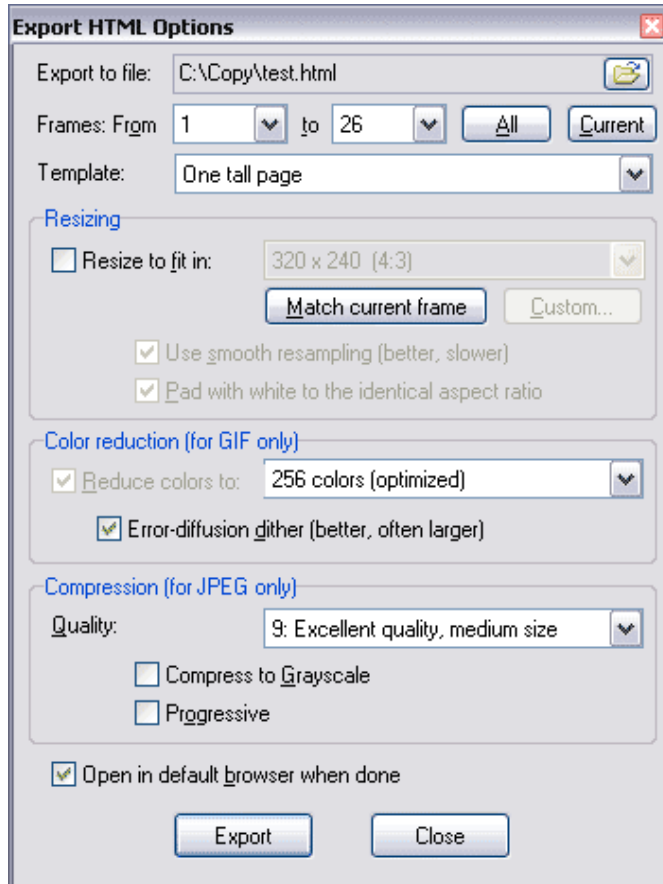 Export HTML Options
Export to file: C:\Copy\test.html
Frames: From 1 to 26 All Current
Template: One tall page
Resizing
Resize to fit in: 320 x 240 (4:3)
Match current frame Custom...
Use smooth resampling (better, slower)
Pad with white to the identical aspect ratio
Color reduction (for GIF only)
Reduce colors to: 256 colors (optimized)
Error-diffusion dither (better, often larger)
Compression (for JPEG only)
Quality: 9: Excellent quality, medium size
Compress to Grayscale
Progressive
Open in default browser when done
Export Close